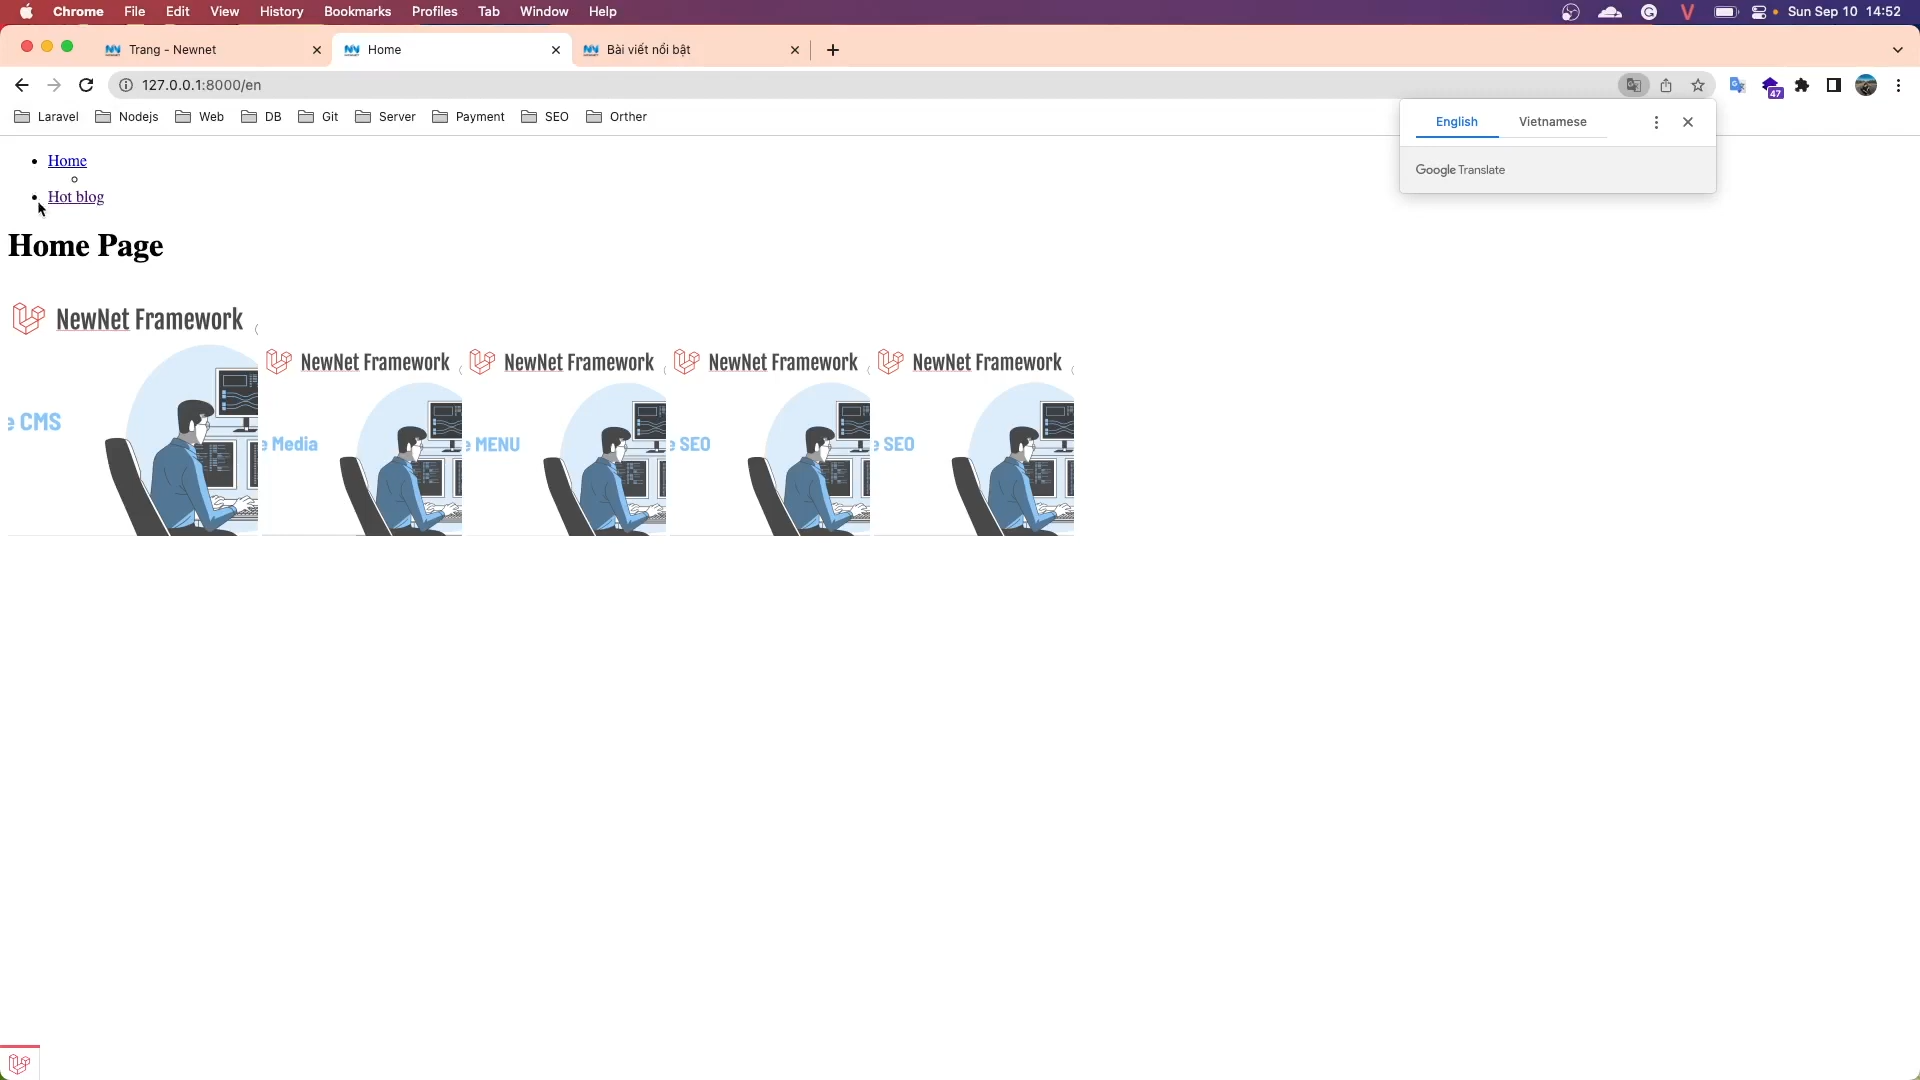 Chrome File Edit View History Bookmarks Profiles Tab Window Help Sun Sep 10 14:52
Trang - Newnet Home Bài viết nổi bật
127.0.0.1:8000/en
47
Laravel Nodejs Web DB Git Server Payment SEO Orther
English Vietnamese
Google Translate
Home
Hot blog
Home Page
NewNet Framework (
NewNet Framework (
NewNet Framework (
NewNet Framework (
NewNet Framework (
e CMS
e Media
e MENU
e SEO
e SEO